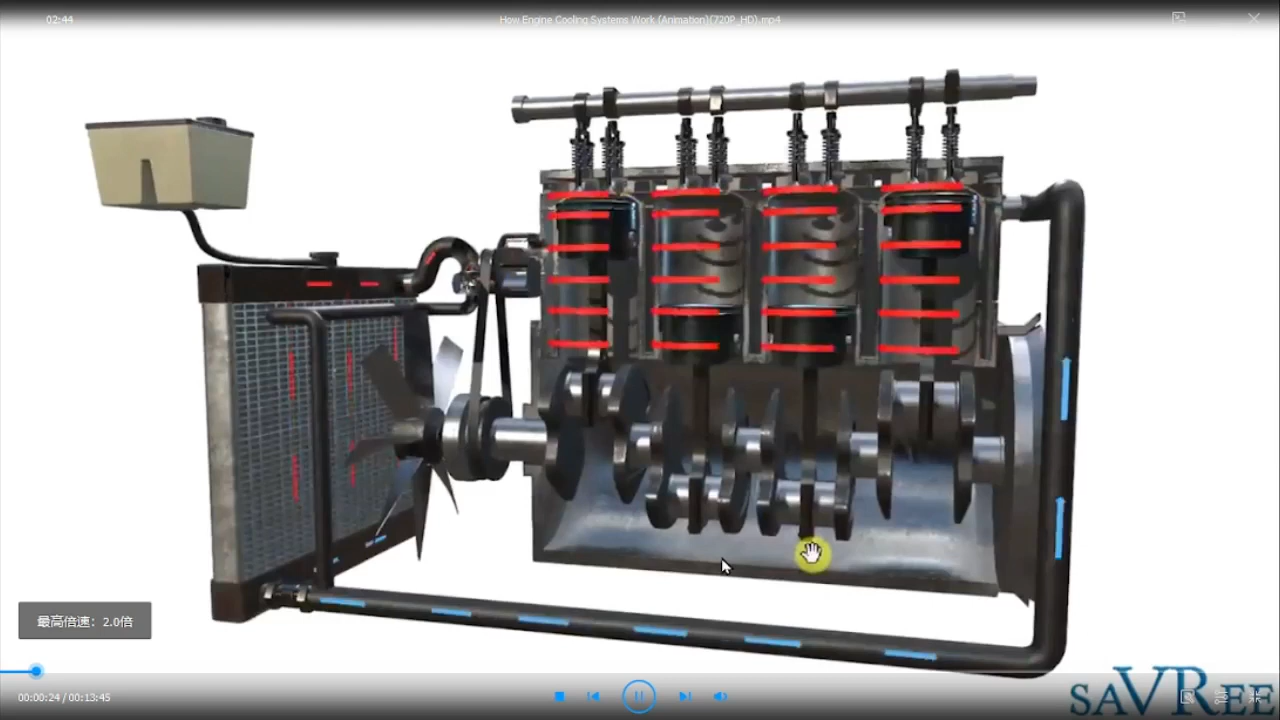 02:44
How Engine Cooling Systems Work (Animation)(720P_HD).mp4
最高倍速：2.0倍
00:00:24 / 00:13:45
saVRee